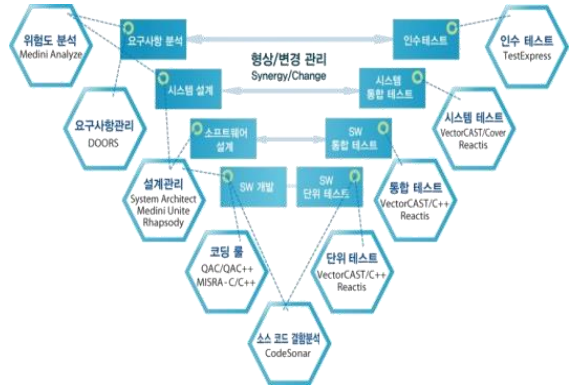 위험도 분석
Medini Analyze
요구사항 분석
인수테스트
인수 테스트
TestExpress
형상/변경 관리
Synergy/Change
시스템 설계
시스템
통합 테스트
요구사항관리
DOORS
시스템 테스트
VectorCAST/Cover
Reactis
소프트웨어
설계
SW
통합 테스트
설계관리
System Architect
Medini Unite
Rhapsody
SW 개발
SW
단위 테스트
통합 테스트
VectorCAST/C++
Reactis
코딩 룰
QAC/QAC++
MISRA-C/C++
단위 테스트
VectorCAST/C++
Reactis
소스 코드 결함분석
CodeSonar